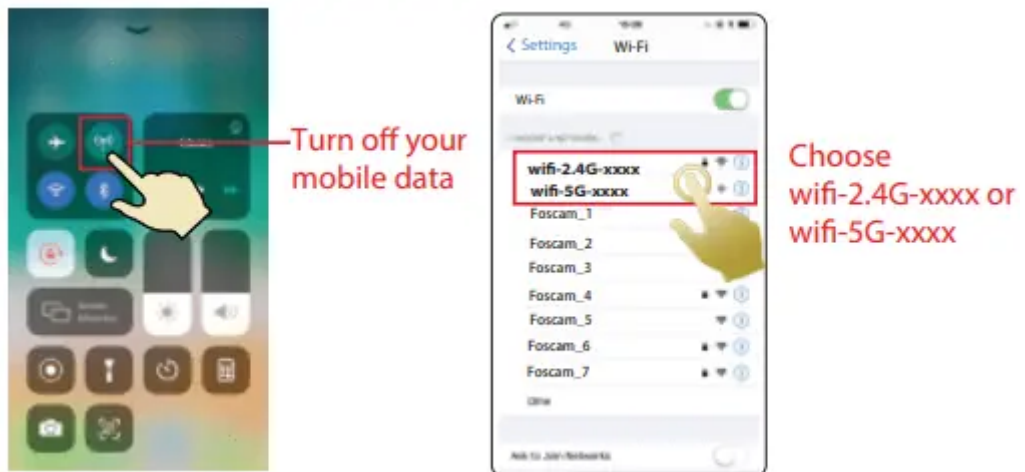 Turn off your
mobile data
Settings Wi-Fi
Wi-Fi
wifi-2.4G-xxxx
wifi-5G-xxxx
Foscam_1
Foscam_2
Foscam_3
Foscam_4
Foscam_5
Foscam_6
Foscam_7
Other
Ask to Join Networks
Choose
wifi-2.4G-xxxx or
wifi-5G-xxxx